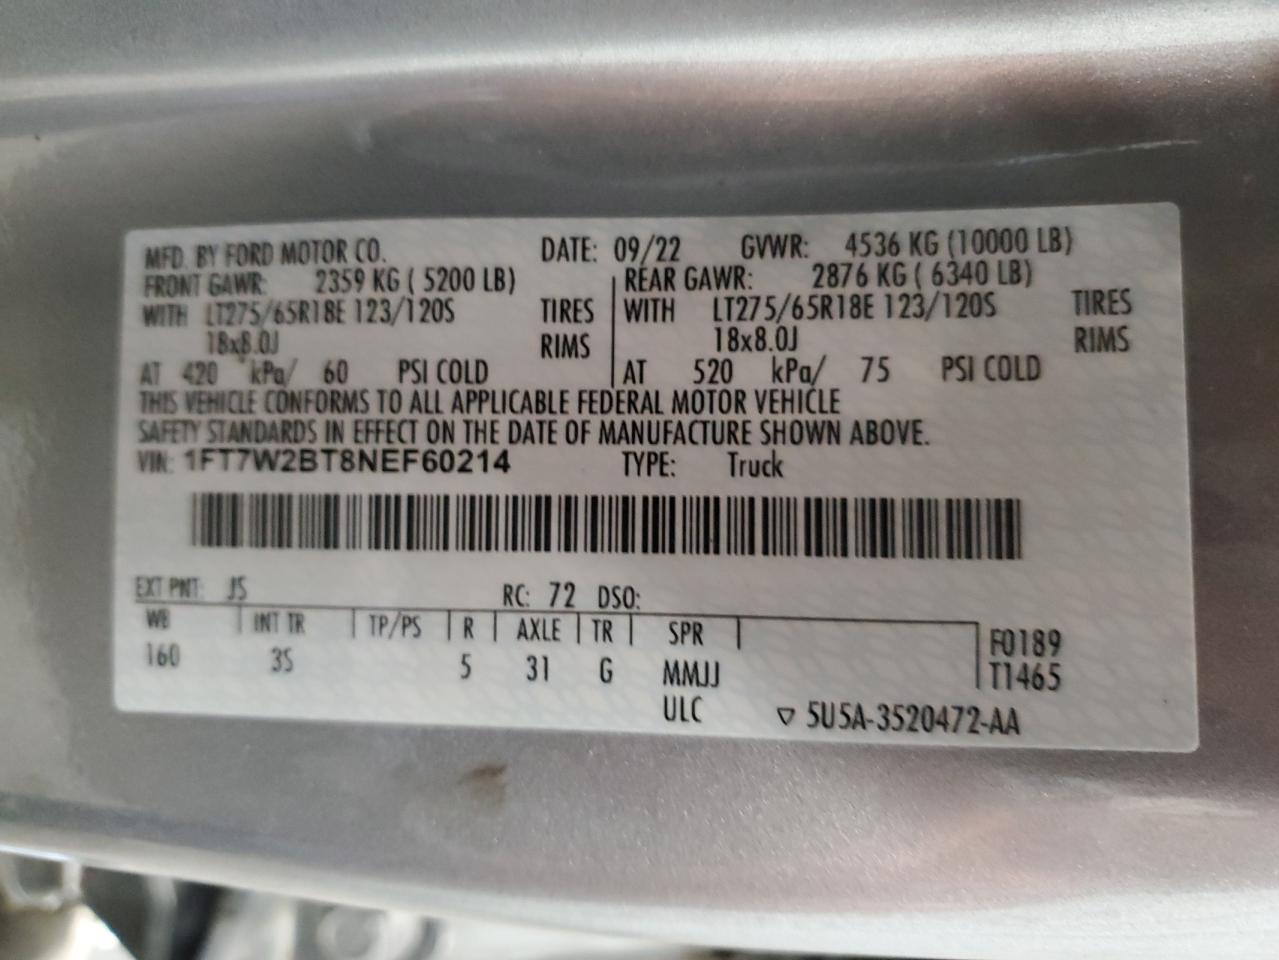 MFD. BY FORD MOTOR CO. DATE: 09/22 GVWR: 4536 KG (10000 LB)
FRONT GAWR: 2359 KG ( 5200 LB) REAR GAWR: 2876 KG ( 6340 LB)
WITH LT275/65R18E 123/120S TIRES WITH LT275/65R18E 123/120S TIRES
18x8.0J RIMS 18x8.0J RIMS
AT 420 kPa/ 60 PSI COLD AT 520 kPa/ 75 PSI COLD
THIS VEHICLE CONFORMS TO ALL APPLICABLE FEDERAL MOTOR VEHICLE
SAFETY STANDARDS IN EFFECT ON THE DATE OF MANUFACTURE SHOWN ABOVE.
VIN: 1FT7W2BT8NEF60214 TYPE: Truck
EXT PNT: JS RC: 72 DSO:
WB INT TR TP/PS R AXLE TR SPR F0189
160 3S 5 31 G MMJJ T1465
ULC ▽ 5U5A-3520472-AA